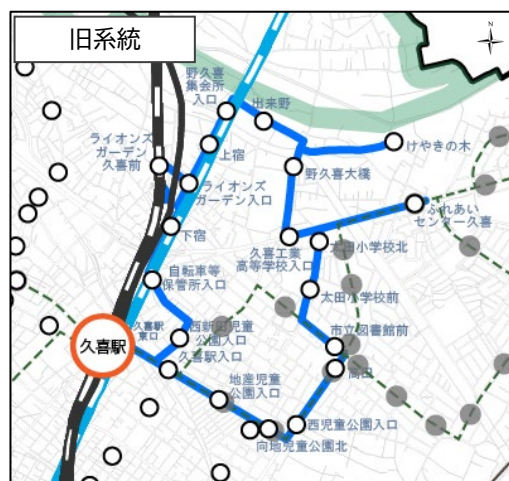 旧系統
N
野久喜
集会所
入口
出来野
けやきの木
ライオンズ
ガーデン
久喜前
上宿
野久喜大橋
ライオンズ
ガーデン入口
ふれあい
センター久喜
下宿
久喜工業
高等学校入口
太田小学校北
自転車等
保管所入口
太田小学校前
久喜駅
東口
西新町児童
公園入口
市立図書館前
久喜駅
久喜駅入口
高田
地産児童
公園入口
西児童公園入口
向地児童公園北